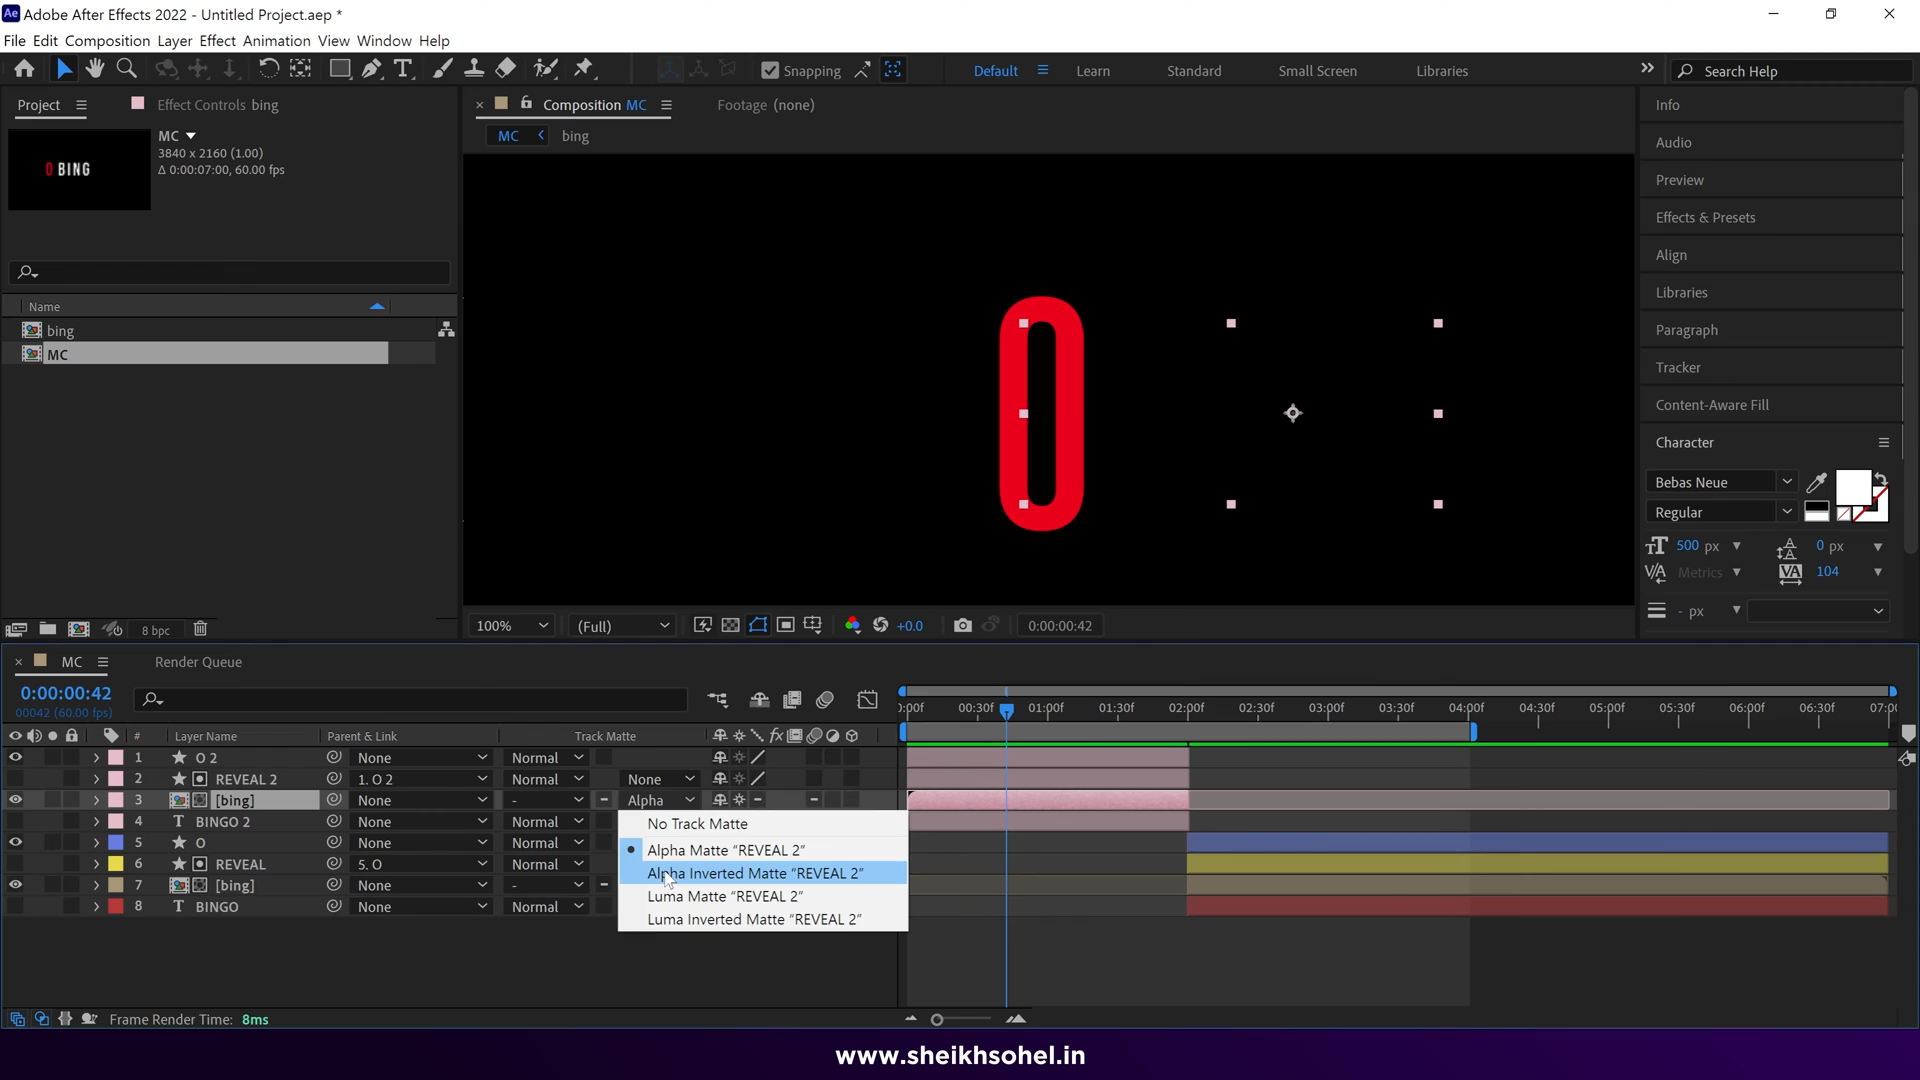 Ae Adobe After Effects 2022 - Untitled Project.aep *
File Edit Composition Layer Effect Animation View Window Help
Snapping Default Learn Standard Small Screen Libraries Search Help
Project Effect Controls bing Composition MC Footage (none) Info
MC bing
MC
3840 x 2160 (1.00)
Δ 0:00:07:00, 60.00 fps
0 BING
Audio
Preview
Effects & Presets
Align
Libraries
Paragraph
Tracker
Content-Aware Fill
Character
Name
bing
MC
0
Bebas Neue
Regular
500 px 0 px
Metrics 104
- px
8 bpc 100% (Full) +0.0 0:00:00:42
MC Render Queue
0:00:00:42
00042 (60.00 fps)
:00f 00:30f 01:00f 01:30f 02:00f 02:30f 03:00f 03:30f 04:00f 04:30f 05:00f 05:30f 06:00f 06:30f 07:00
# Layer Name Parent & Link Track Matte fx
1 O 2 None Normal
2 REVEAL 2 1. O 2 Normal None
3 [bing] None - Alpha
4 T BINGO 2 None Normal
5 O None Normal
6 REVEAL 5. O Normal
7 [bing] None -
8 T BINGO None Normal
No Track Matte
Alpha Matte “REVEAL 2”
Alpha Inverted Matte “REVEAL 2”
Luma Matte “REVEAL 2”
Luma Inverted Matte “REVEAL 2”
Frame Render Time: 8ms
www.sheikhsohel.in